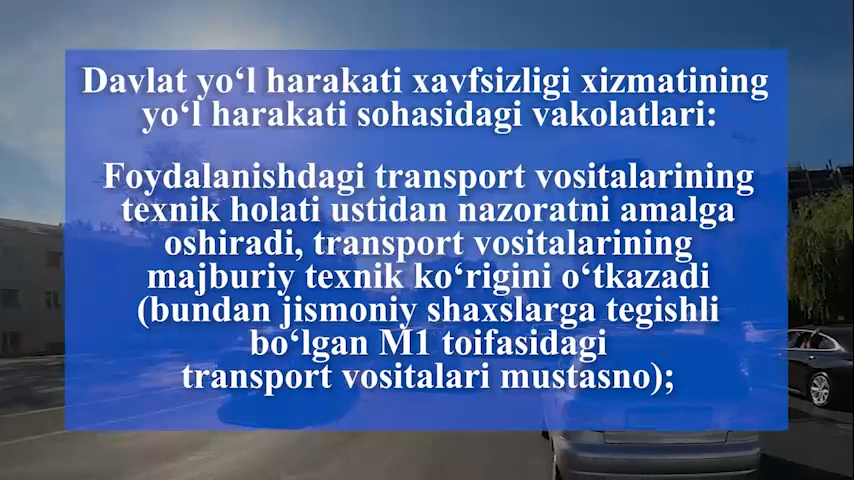 Davlat yo‘l harakati xavfsizligi xizmatining
yo‘l harakati sohasidagi vakolatlari:
Foydalanishdagi transport vositalarining
texnik holati ustidan nazoratni amalga
oshiradi, transport vositalarining
majburiy texnik ko‘rigini o‘tkazadi
(bundan jismoniy shaxslarga tegishli
bo‘lgan M1 toifasidagi
transport vositalari mustasno);